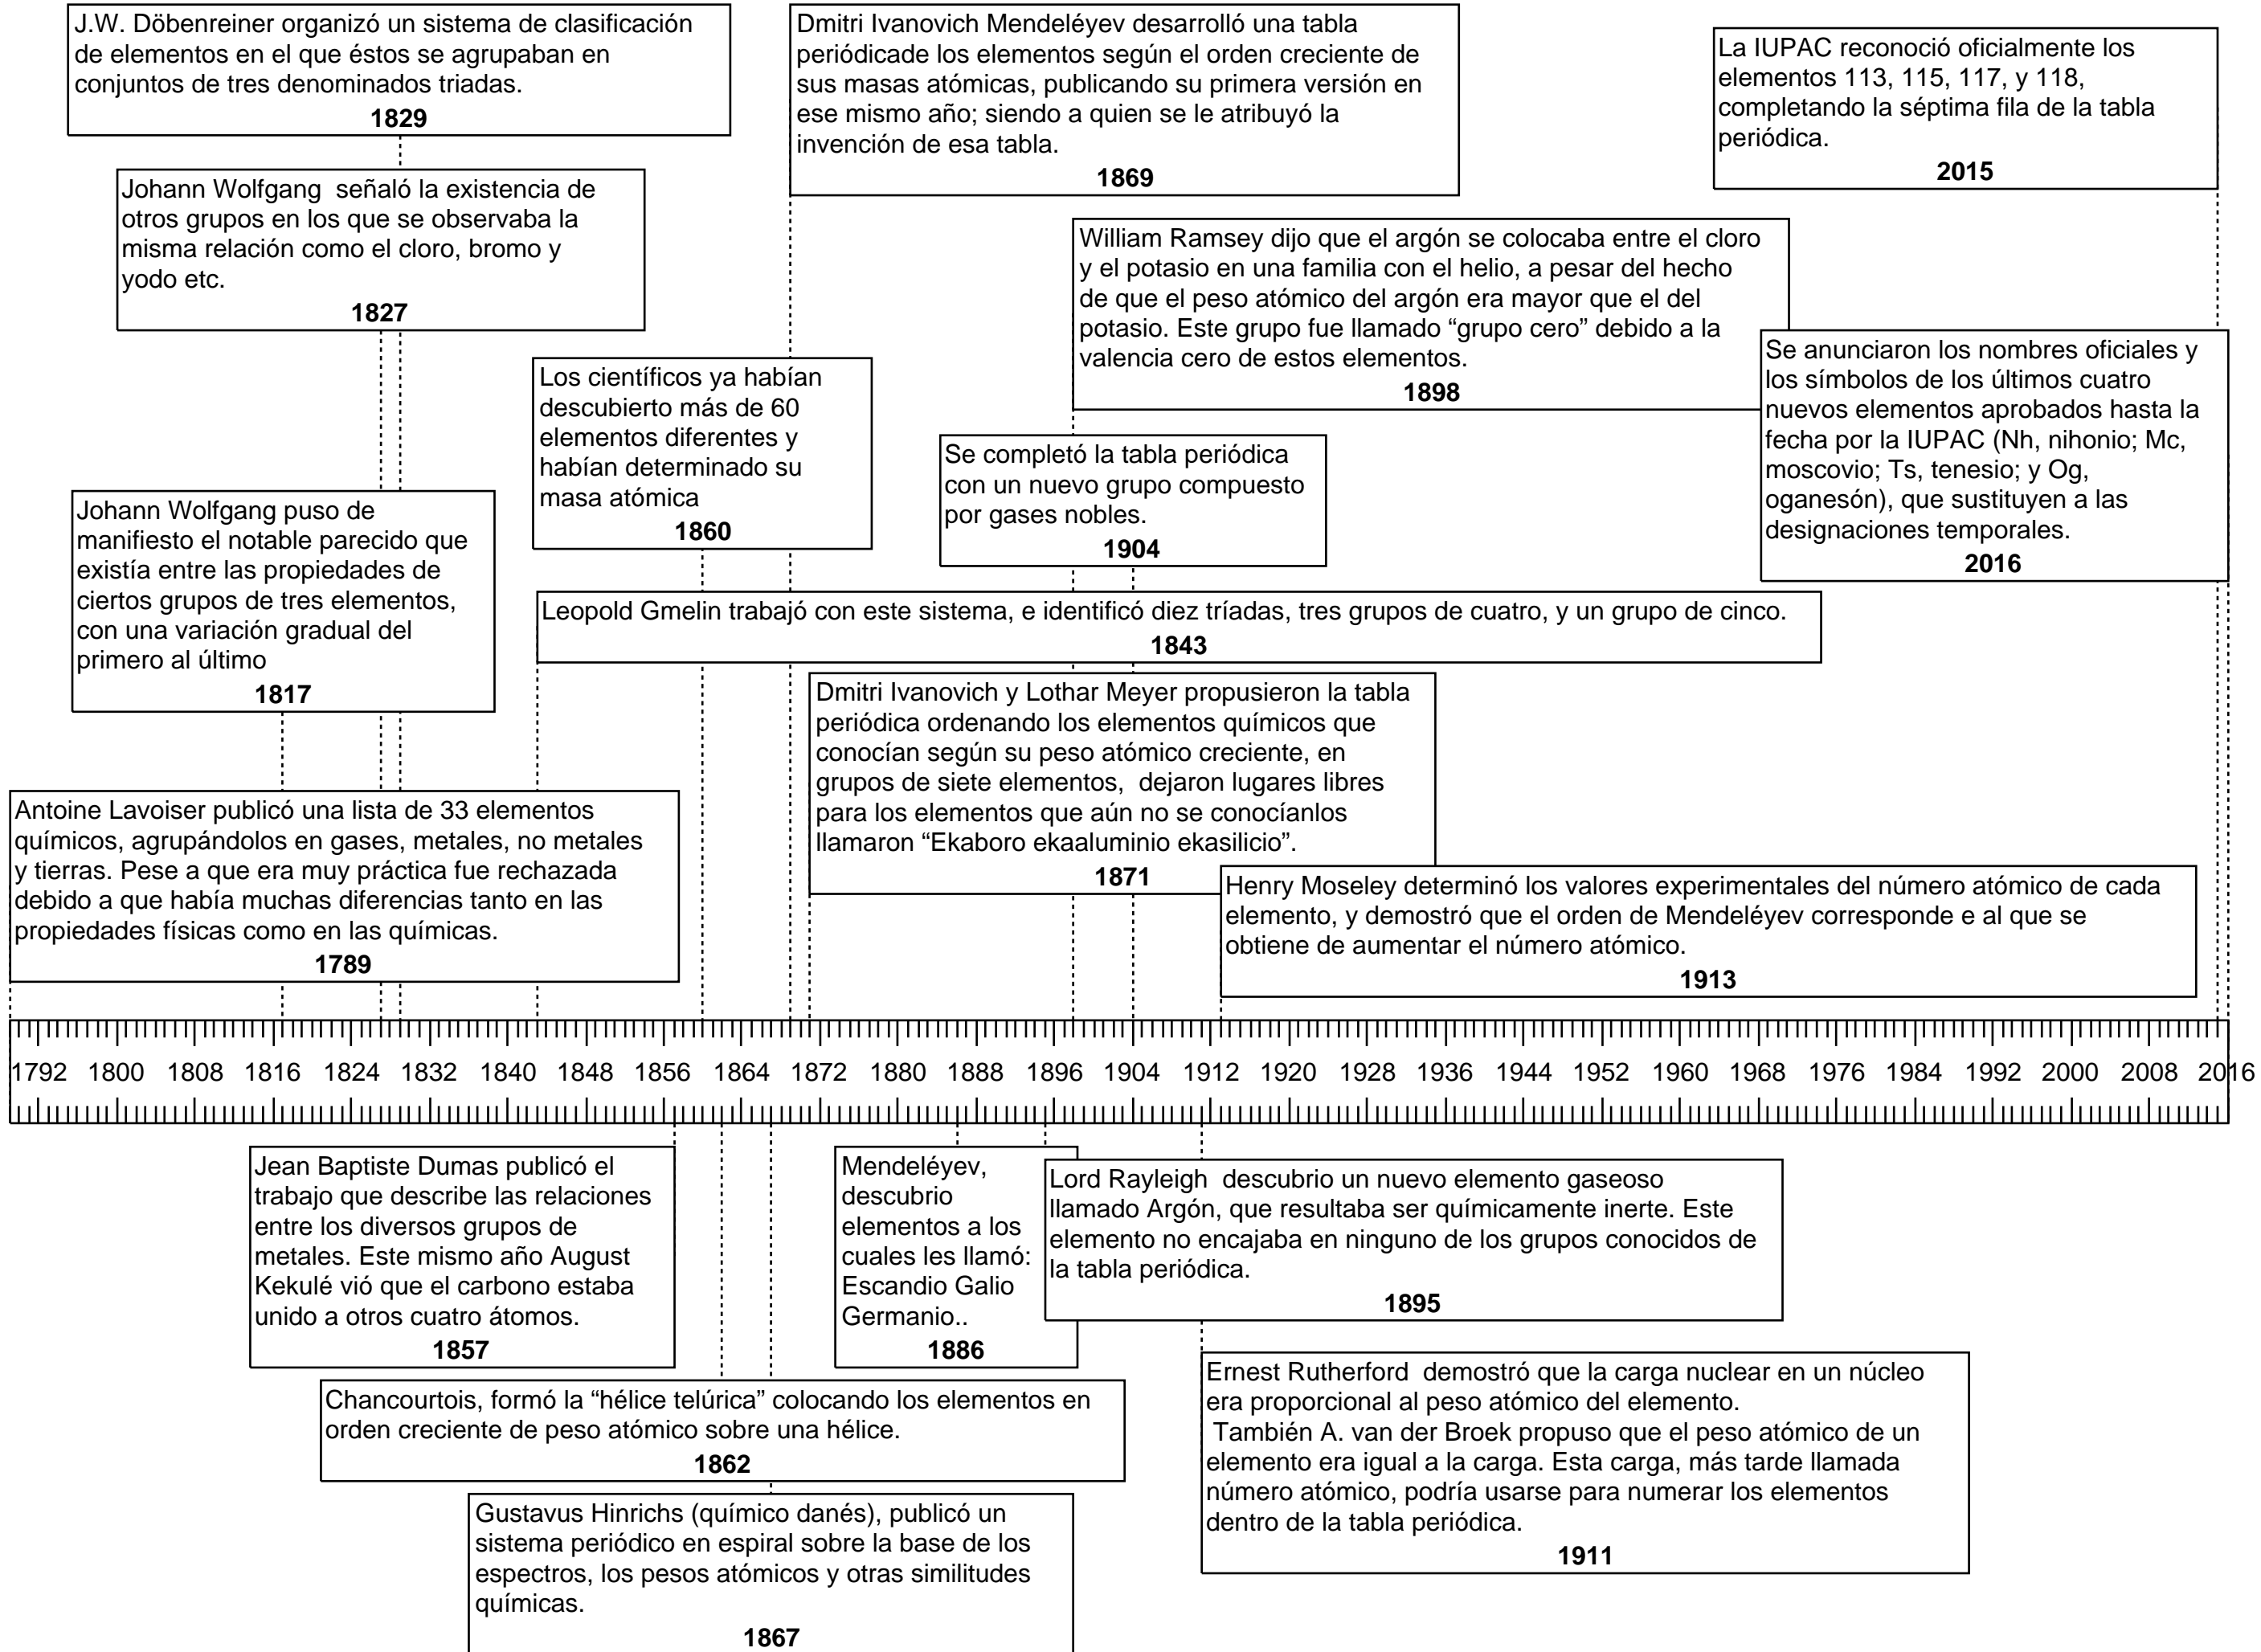 J.W. Döbenreiner organizó un sistema de clasificación
de elementos en el que éstos se agrupaban en
conjuntos de tres denominados triadas.
1829
Dmitri Ivanovich Mendeléyev desarrolló una tabla
periódicade los elementos según el orden creciente de
sus masas atómicas, publicando su primera versión en
ese mismo año; siendo a quien se le atribuyó la
invención de esa tabla.
1869
La IUPAC reconoció oficialmente los
elementos 113, 115, 117, y 118,
completando la séptima fila de la tabla
periódica.
2015
Johann Wolfgang  señaló la existencia de
otros grupos en los que se observaba la
misma relación como el cloro, bromo y
yodo etc.
1827
William Ramsey dijo que el argón se colocaba entre el cloro
y el potasio en una familia con el helio, a pesar del hecho
de que el peso atómico del argón era mayor que el del
potasio. Este grupo fue llamado “grupo cero” debido a la
valencia cero de estos elementos.
1898
Se anunciaron los nombres oficiales y
los símbolos de los últimos cuatro
nuevos elementos aprobados hasta la
fecha por la IUPAC (Nh, nihonio; Mc,
moscovio; Ts, tenesio; y Og,
oganesón), que sustituyen a las
designaciones temporales.
2016
Los científicos ya habían
descubierto más de 60
elementos diferentes y
habían determinado su
masa atómica
1860
Se completó la tabla periódica
con un nuevo grupo compuesto
por gases nobles.
1904
Johann Wolfgang puso de
manifiesto el notable parecido que
existía entre las propiedades de
ciertos grupos de tres elementos,
con una variación gradual del
primero al último
1817
Leopold Gmelin trabajó con este sistema, e identificó diez tríadas, tres grupos de cuatro, y un grupo de cinco.
1843
Dmitri Ivanovich y Lothar Meyer propusieron la tabla
periódica ordenando los elementos químicos que
conocían según su peso atómico creciente, en
grupos de siete elementos,  dejaron lugares libres
para los elementos que aún no se conocíanlos
llamaron “Ekaboro ekaaluminio ekasilicio”.
1871
Antoine Lavoiser publicó una lista de 33 elementos
químicos, agrupándolos en gases, metales, no metales
y tierras. Pese a que era muy práctica fue rechazada
debido a que había muchas diferencias tanto en las
propiedades físicas como en las químicas.
1789
Henry Moseley determinó los valores experimentales del número atómico de cada
elemento, y demostró que el orden de Mendeléyev corresponde e al que se
obtiene de aumentar el número atómico.
1913
1792 1800 1808 1816 1824 1832 1840 1848 1856 1864 1872 1880 1888 1896 1904 1912 1920 1928 1936 1944 1952 1960 1968 1976 1984 1992 2000 2008 2016
Jean Baptiste Dumas publicó el
trabajo que describe las relaciones
entre los diversos grupos de
metales. Este mismo año August
Kekulé vió que el carbono estaba
unido a otros cuatro átomos.
1857
Mendeléyev,
descubrio
elementos a los
cuales les llamó:
Escandio Galio
Germanio..
1886
Lord Rayleigh  descubrio un nuevo elemento gaseoso
llamado Argón, que resultaba ser químicamente inerte. Este
elemento no encajaba en ninguno de los grupos conocidos de
la tabla periódica.
1895
Chancourtois, formó la “hélice telúrica” colocando los elementos en
orden creciente de peso atómico sobre una hélice.
1862
Ernest Rutherford  demostró que la carga nuclear en un núcleo
era proporcional al peso atómico del elemento.
También A. van der Broek propuso que el peso atómico de un
elemento era igual a la carga. Esta carga, más tarde llamada
número atómico, podría usarse para numerar los elementos
dentro de la tabla periódica.
1911
Gustavus Hinrichs (químico danés), publicó un
sistema periódico en espiral sobre la base de los
espectros, los pesos atómicos y otras similitudes
químicas.
1867